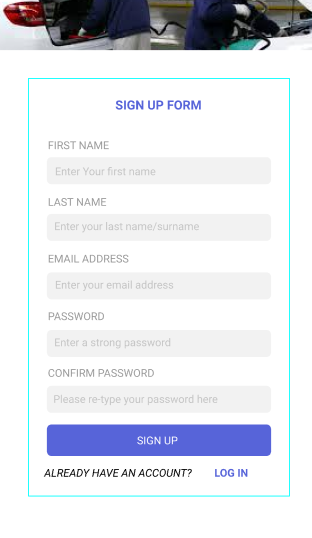 SIGN UP FORM
FIRST NAME
Enter Your first name
LAST NAME
Enter your last name/surname
EMAIL ADDRESS
Enter your email address
PASSWORD
Enter a strong password
CONFIRM PASSWORD
Please re-type your password here
SIGN UP
ALREADY HAVE AN ACCOUNT? LOG IN